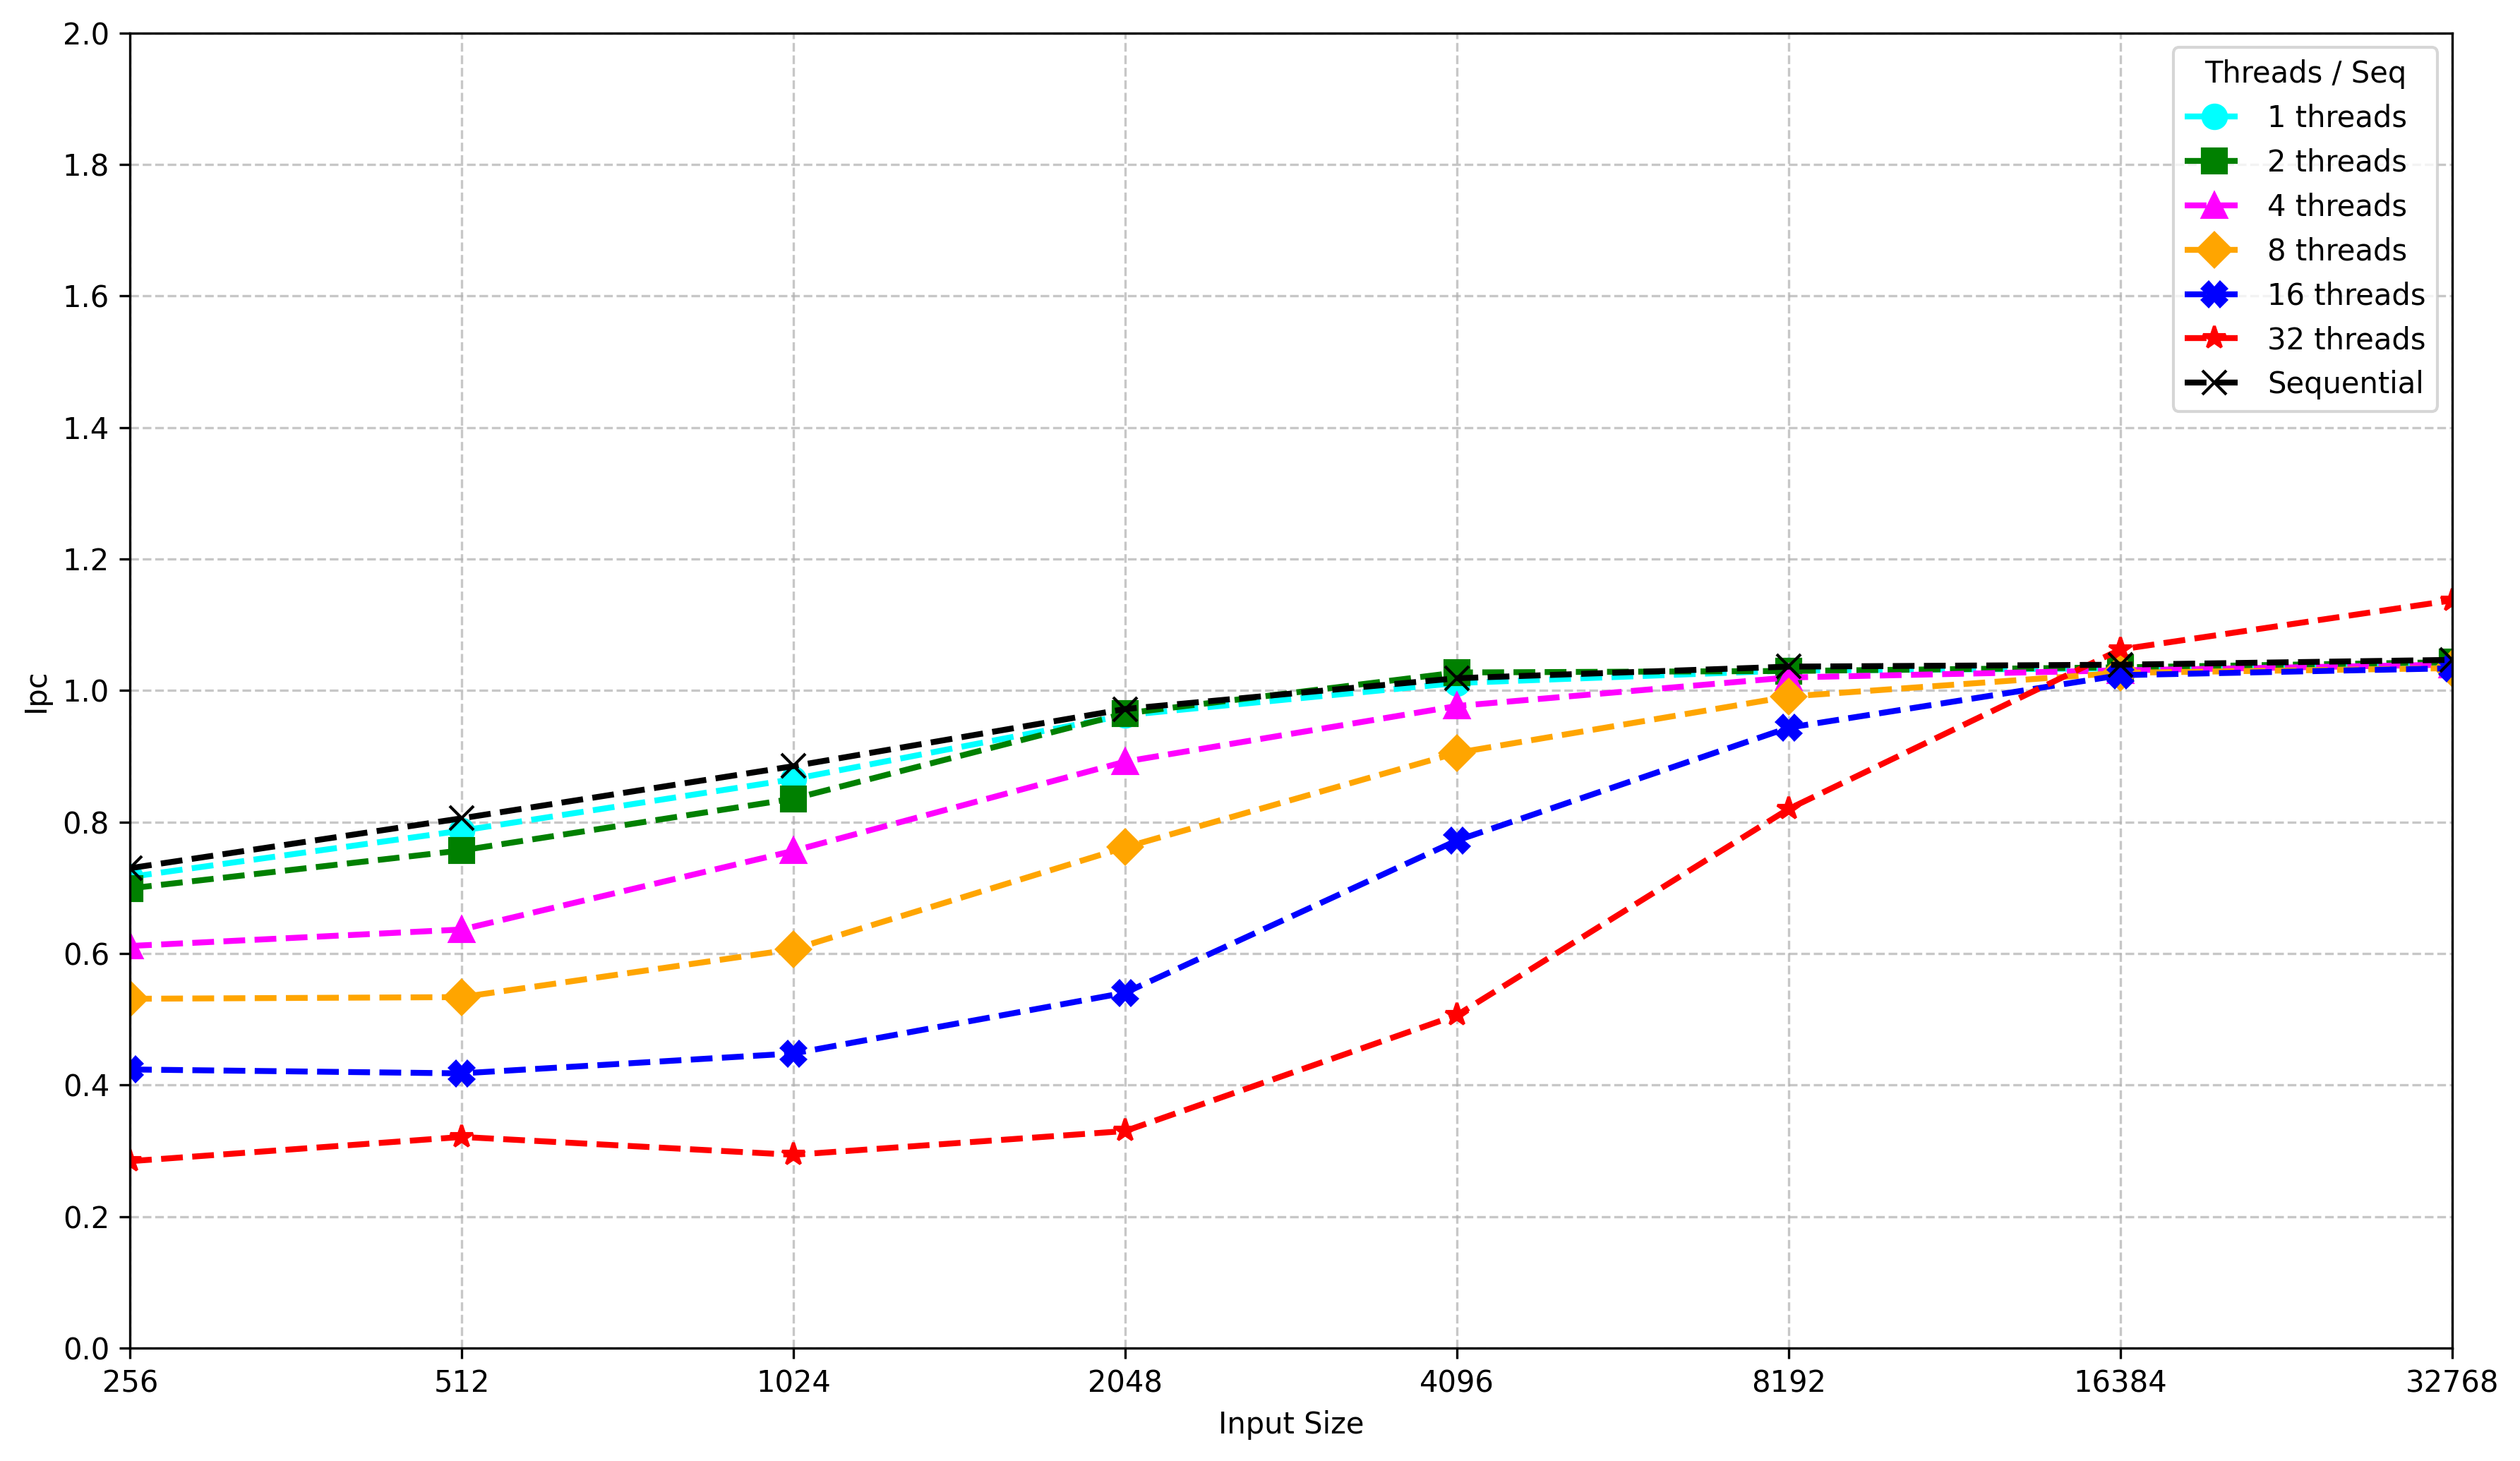 2.0
1.8
1.6
1.4
1.2
1.0
0.8
0.6
0.4
0.2
0.0
Ipc
256 512 1024 2048 4096 8192 16384 32768
Input Size
Threads / Seq
1 threads
2 threads
4 threads
8 threads
16 threads
32 threads
Sequential